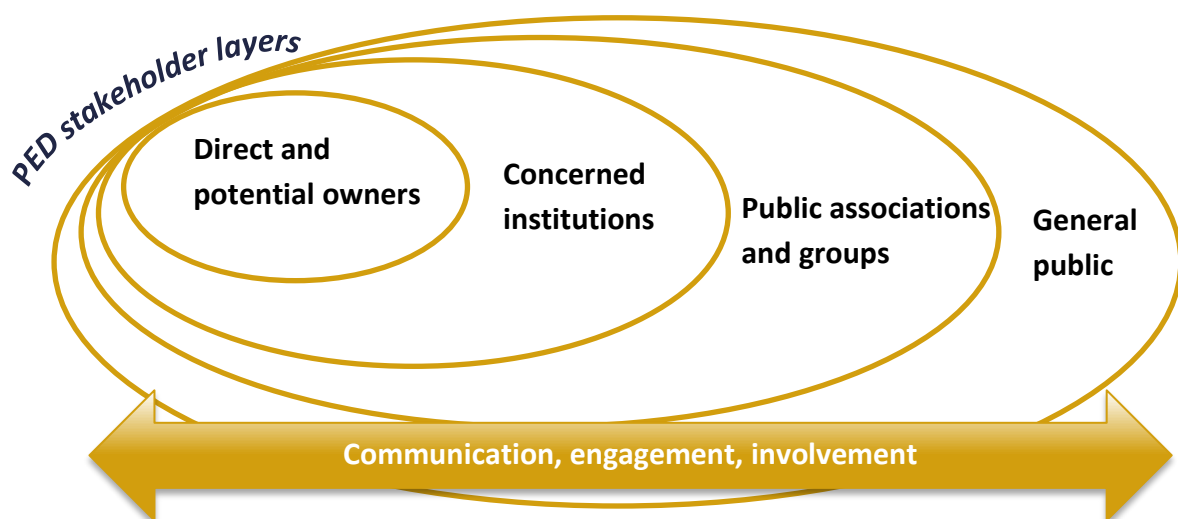 PED stakeholder layers
Direct and
potential owners
Concerned
institutions
Public associations
and groups
General
public
Communication, engagement, involvement